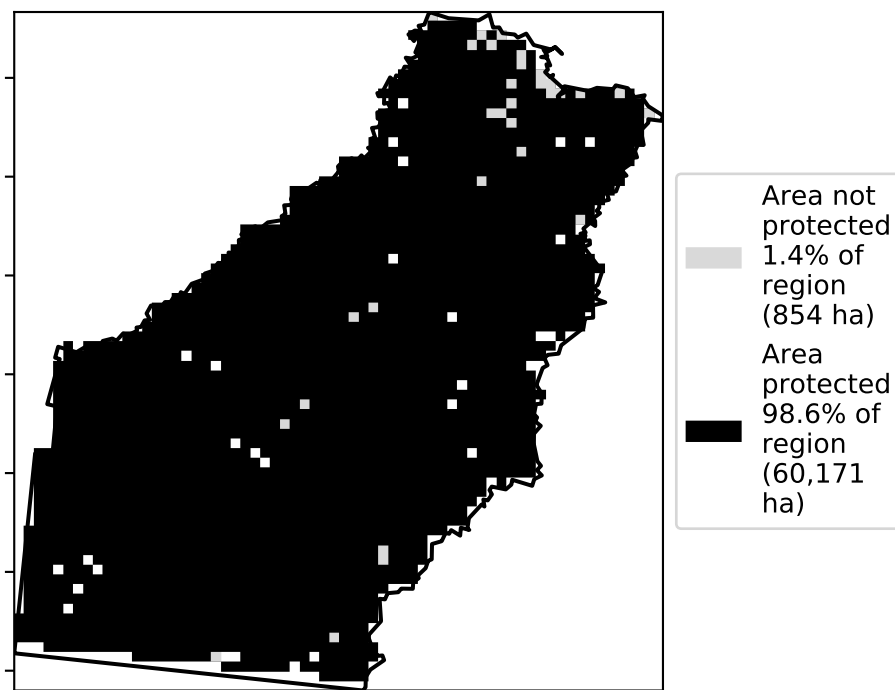 Area not
protected
1.4% of
region
(854 ha)
Area
protected
98.6% of
region
(60,171
ha)